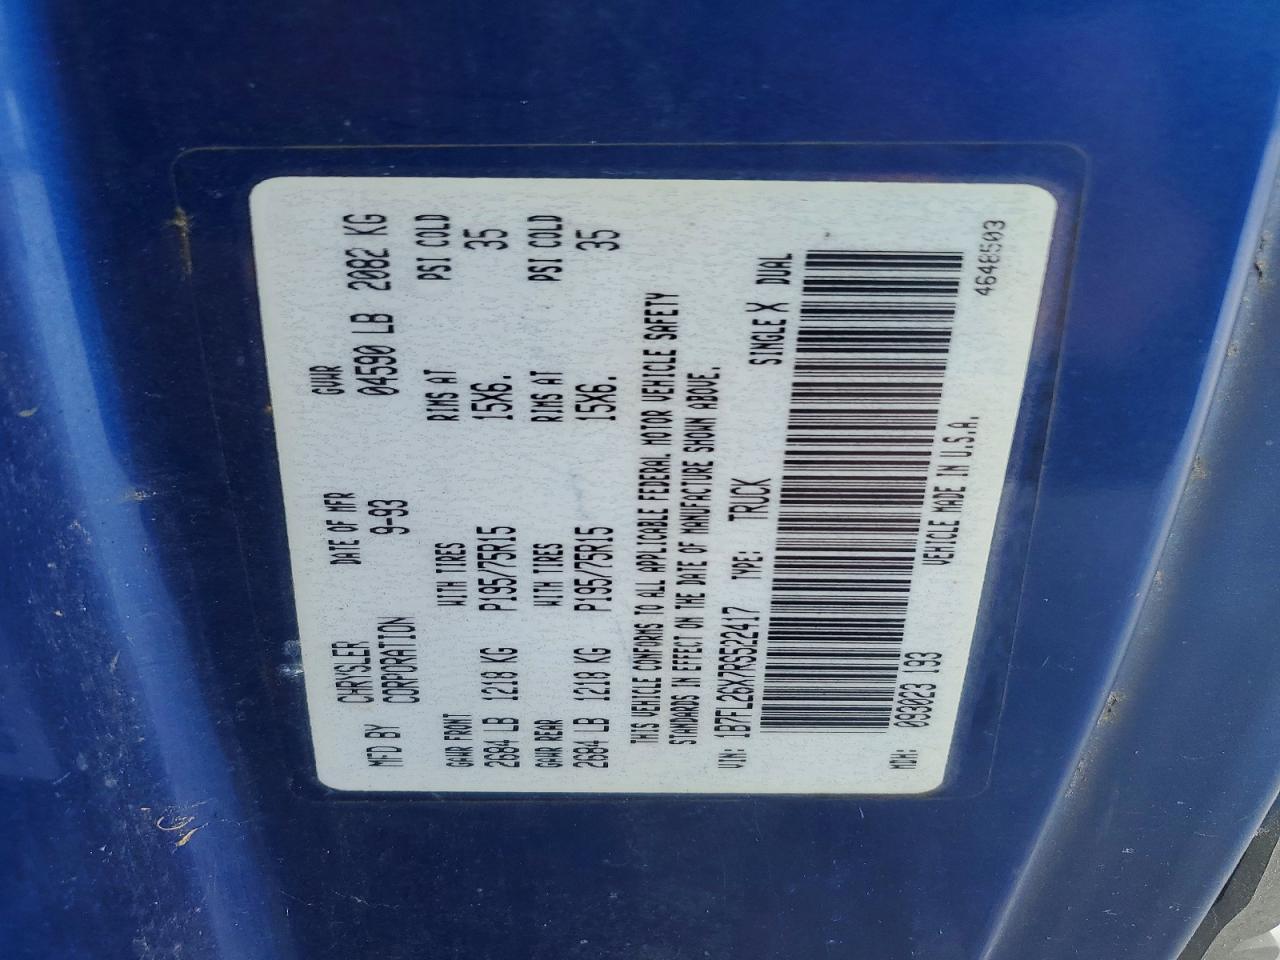 MFD BY CHRYSLER CORPORATION DATE OF MFR 9-93 GVWR 04590 LB 2082 KG
GAWR FRONT WITH TIRES RIMS AT PSI COLD
2684 LB 1218 KG P195/75R15 15X6. 35
GAWR REAR WITH TIRES RIMS AT PSI COLD
2684 LB 1218 KG P195/75R15 15X6. 35
THIS VEHICLE CONFORMS TO ALL APPLICABLE FEDERAL MOTOR VEHICLE SAFETY
STANDARDS IN EFFECT ON THE DATE OF MANUFACTURE SHOWN ABOVE.
VIN: 1B7FL26X7RS522417 TYPE: TRUCK SINGLE X DUAL
MDH: 093023 193 VEHICLE MADE IN U.S.A.
4648503